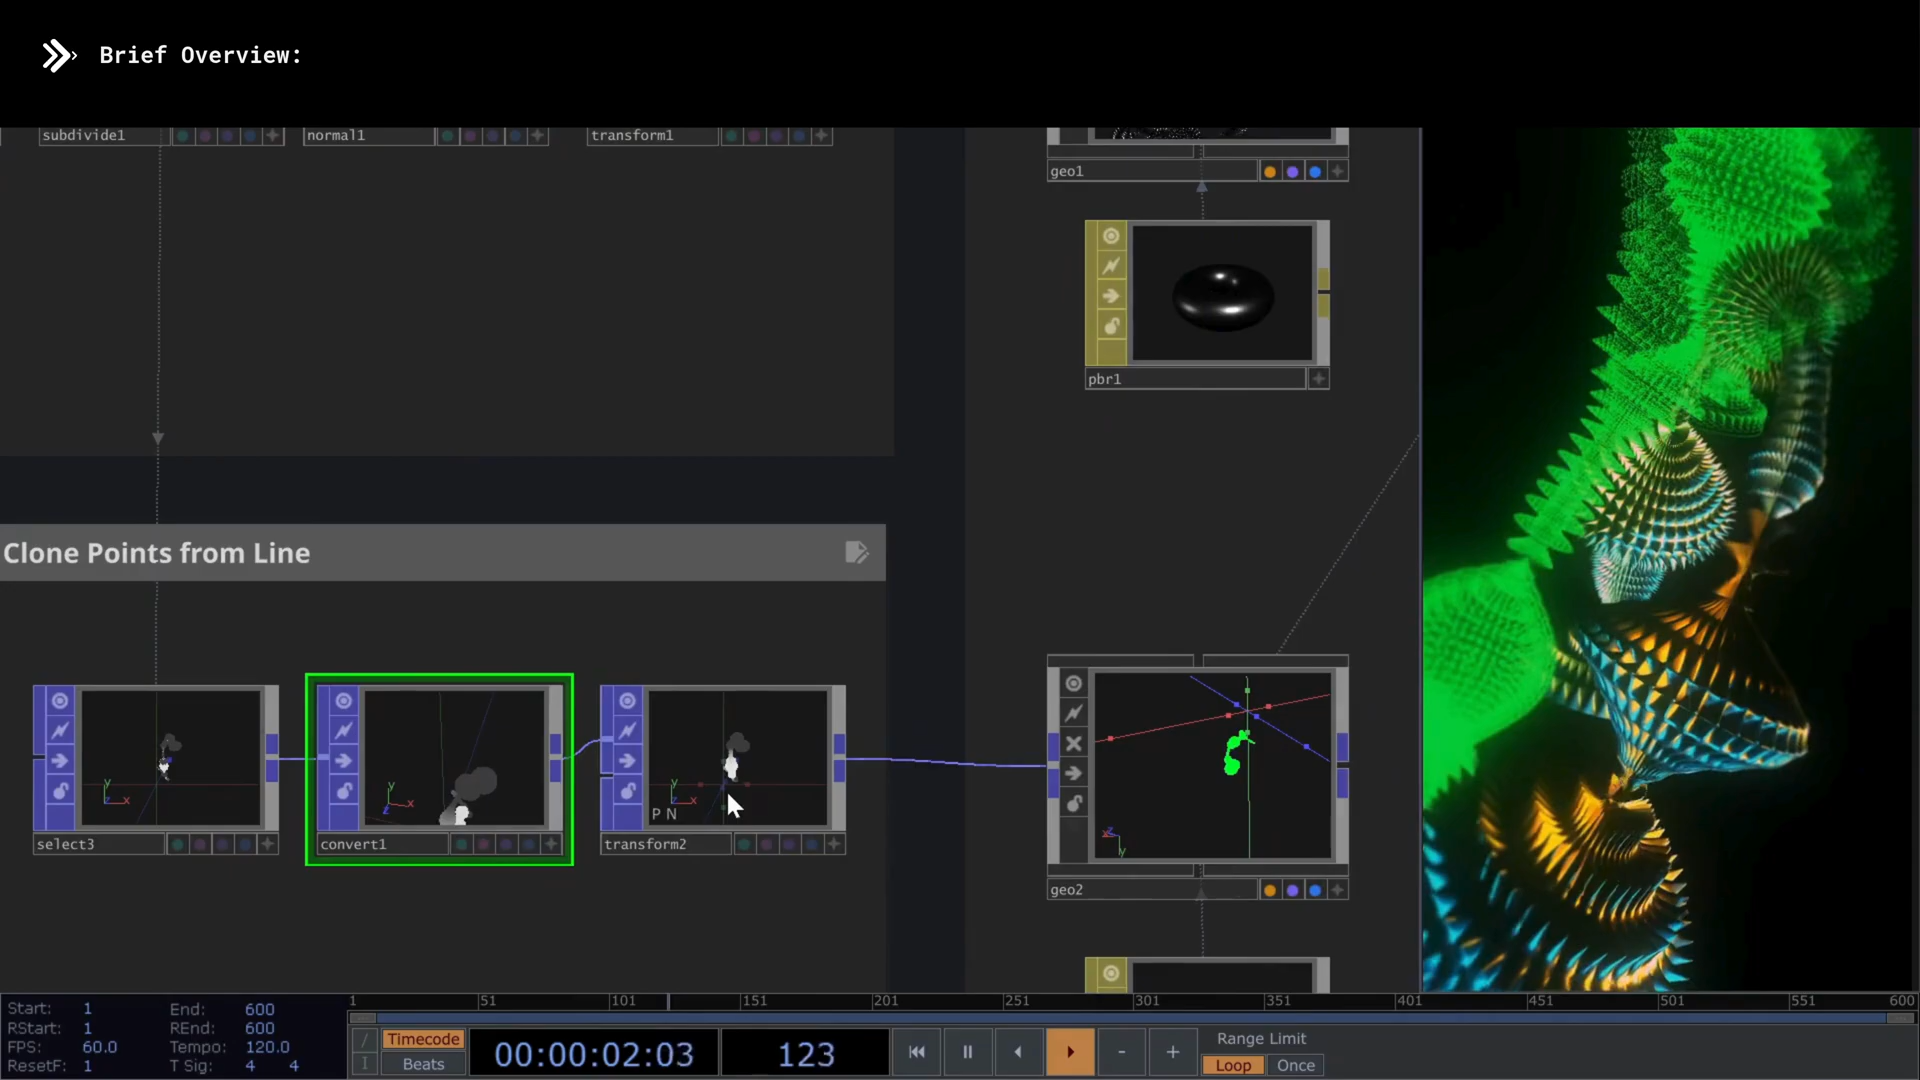 Brief Overview:
subdivide1
normal1
transform1
geo1
pbr1
Clone Points from Line
select3
convert1
P N
transform2
geo2
y
x
y
z
x
y
x
x
z
y
Start: 1
End: 600
RStart: 1
REnd: 600
FPS: 60.0
Tempo: 120.0
ResetF: 1
T Sig: 4 4
1 51 101 151 201 251 301 351 401 451 501 551 600
/
I
Timecode
Beats
00:00:02:03
123
- +
Range Limit
Loop
Once